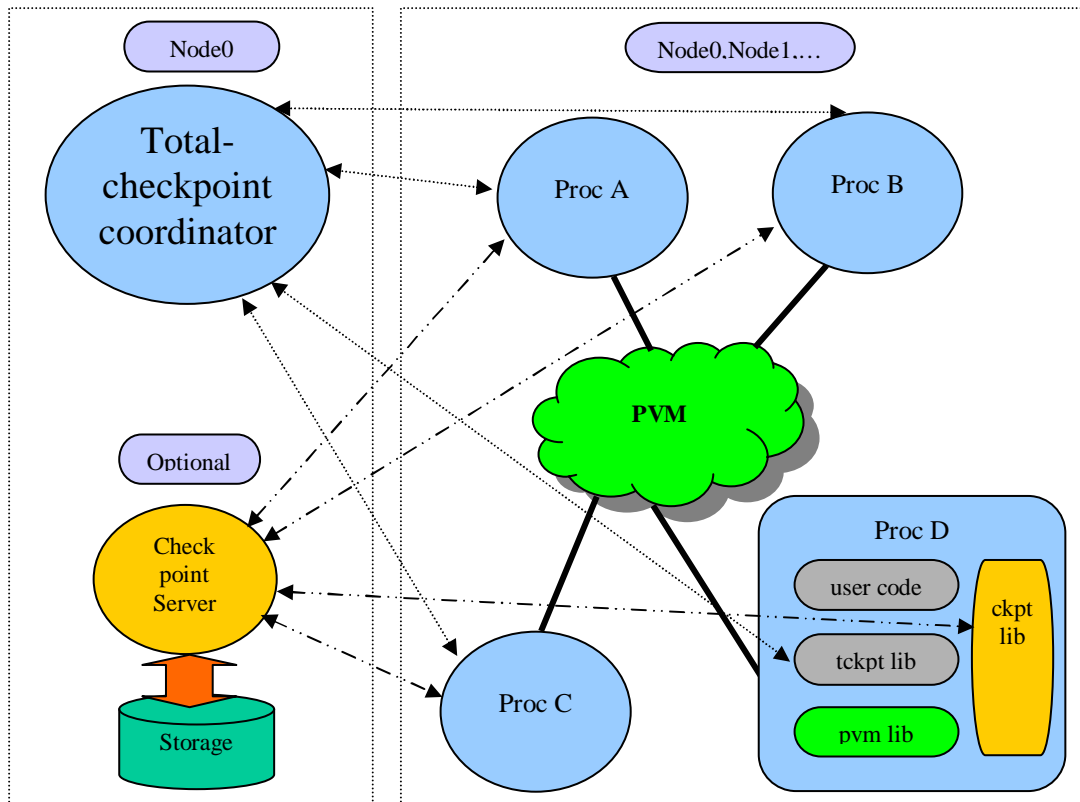 Node0
Node0,Node1,…
Total-
checkpoint
coordinator
Proc A
Proc B
PVM
Optional
Check
point
Server
Storage
Proc C
Proc D
user code
tckpt lib
pvm lib
ckpt
lib